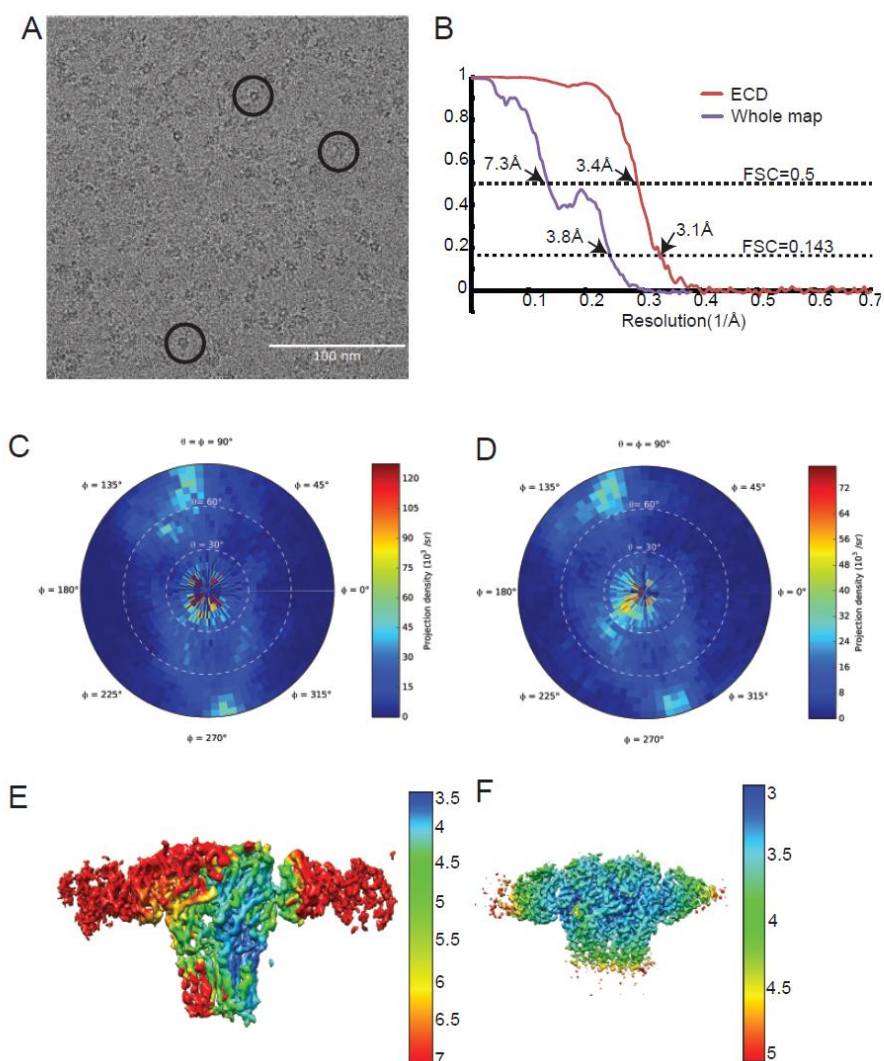 A
100 nm
B
1
0.8
0.6
0.4
0.2
0
ECD
Whole map
7.3Å
3.4Å
FSC=0.5
3.8Å
3.1Å
FSC=0.143
0.1 0.2 0.3 0.4 0.5 0.6 0.7
Resolution(1/Å)
C
θ = ϕ = 90°
ϕ = 135°
ϕ = 45°
θ= 60°
θ = 30°
ϕ = 180°
ϕ =0°
ϕ = 225°
ϕ = 315°
ϕ = 270°
120
105
90
75
60
45
30
15
0
Projection density (10³ /sr)
D
θ = ϕ = 90°
ϕ = 135°
ϕ = 45°
θ= 60°
θ = 30°
ϕ = 180°
ϕ =0°
ϕ = 225°
ϕ = 315°
ϕ = 270°
72
64
56
48
40
32
24
16
8
0
Projection density (10³ /sr)
E
3.5
4
4.5
5
5.5
6
6.5
7
F
3
3.5
4
4.5
5